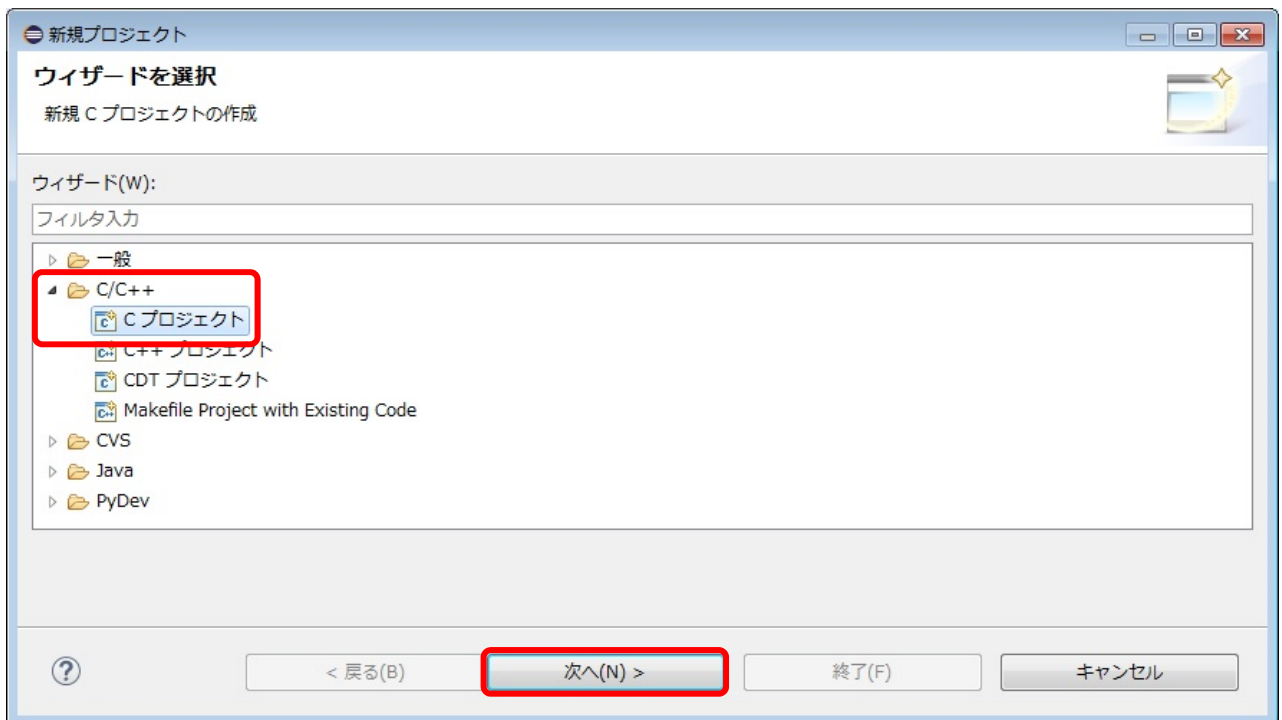 新規プロジェクト
ウィザードを選択
新規 C プロジェクトの作成
ウィザード(W):
フィルタ入力
一般
C/C++
C プロジェクト
C++ プロジェクト
CDT プロジェクト
Makefile Project with Existing Code
CVS
Java
PyDev
< 戻る(B) 次へ(N) > 終了(F) キャンセル